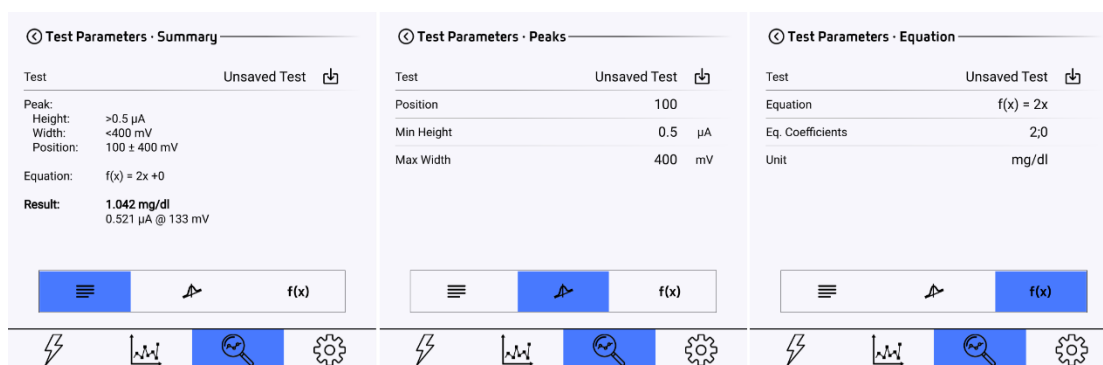 Test Parameters · Summary
Test Unsaved Test
Peak:
Height: >0.5 μA
Width: <400 mV
Position: 100 ± 400 mV
Equation: f(x) = 2x +0
Result: 1.042 mg/dl
0.521 μA @ 133 mV
f(x)
Test Parameters · Peaks
Test Unsaved Test
Position 100
Min Height 0.5 μA
Max Width 400 mV
f(x)
Test Parameters · Equation
Test Unsaved Test
Equation f(x) = 2x
Eq. Coefficients 2;0
Unit mg/dl
f(x)